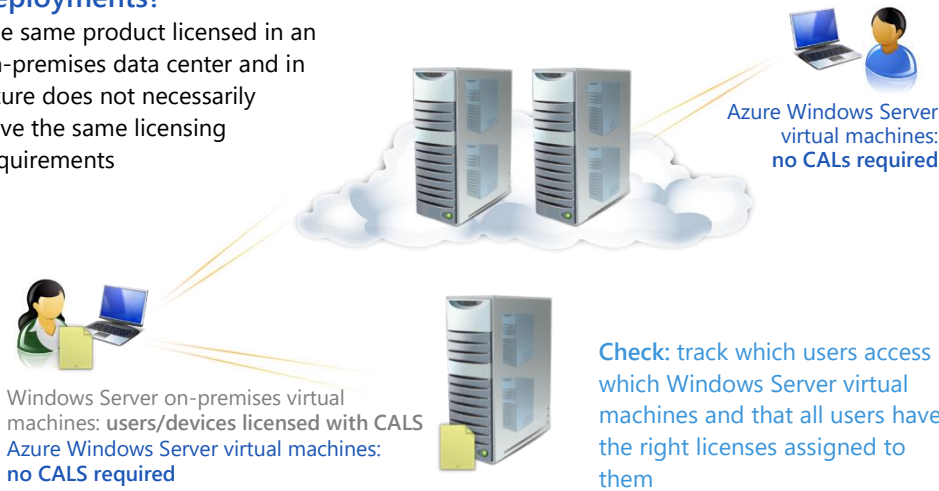 eployments?
e same product licensed in an
-premises data center and in
ture does not necessarily
ve the same licensing
quirements
Azure Windows Server
virtual machines:
no CALs required
Windows Server on-premises virtual
machines: users/devices licensed with CALS
Azure Windows Server virtual machines:
no CALS required
Check: track which users access
which Windows Server virtual
machines and that all users have
the right licenses assigned to
them